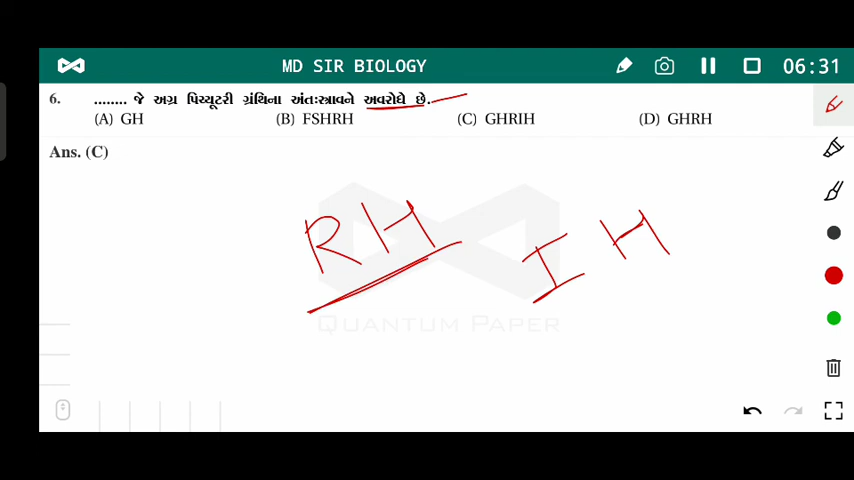 MD SIR BIOLOGY
06:31
6. ........ જે અગ્ર પિચ્યૂટરી ગ્રંથિના અંતઃસ્રાવને અવરોધે છે.
(A) GH (B) FSHRH (C) GHRIH (D) GHRH
Ans. (C)
RH
IH
QUANTUM PAPER